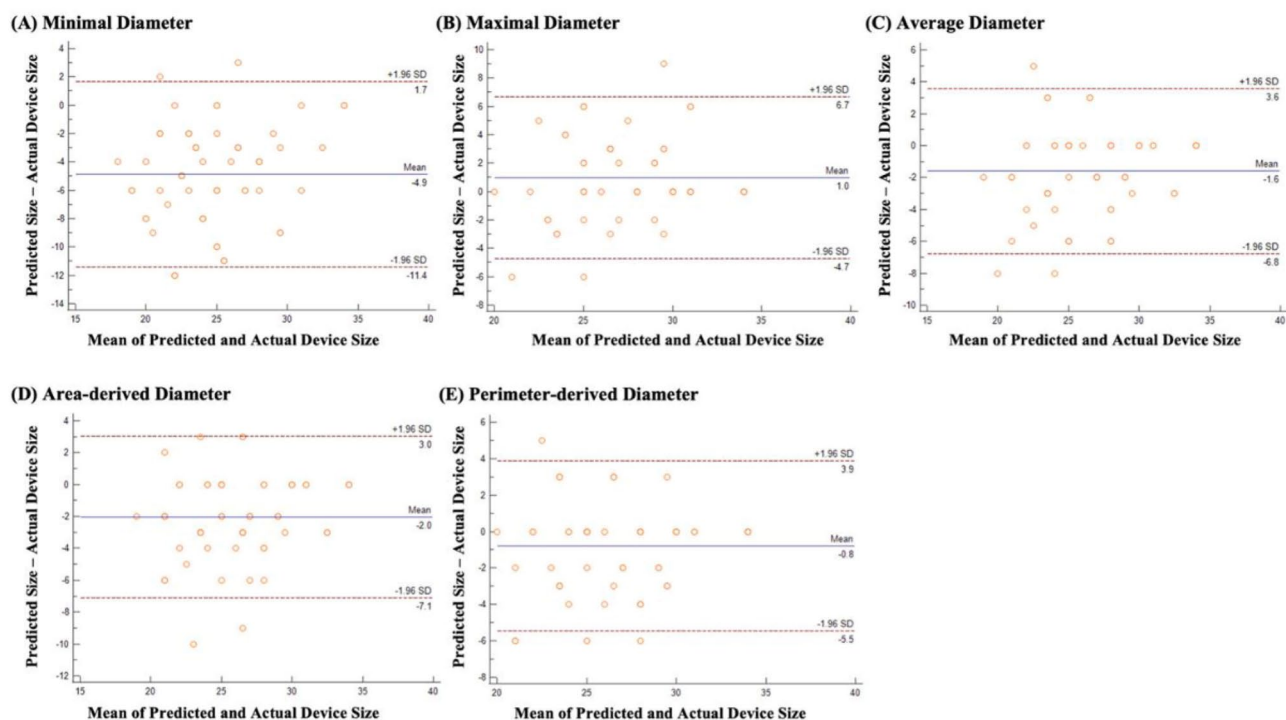 (A) Minimal Diameter
Predicted Size – Actual Device Size
4
2
0
-2
-4
-6
-8
-10
-12
-14
+1.96 SD
1.7
Mean
-4.9
-1.96 SD
-11.4
15 20 25 30 35 40
Mean of Predicted and Actual Device Size
(B) Maximal Diameter
Predicted Size – Actual Device Size
10
8
6
4
2
0
-2
-4
-6
-8
+1.96 SD
6.7
Mean
1.0
-1.96 SD
-4.7
20 25 30 35 40
Mean of Predicted and Actual Device Size
(C) Average Diameter
Predicted Size – Actual Device Size
6
4
2
0
-2
-4
-6
-8
-10
+1.96 SD
3.6
Mean
-1.6
-1.96 SD
-6.8
15 20 25 30 35 40
Mean of Predicted and Actual Device Size
(D) Area-derived Diameter
Predicted Size – Actual Device Size
4
2
0
-2
-4
-6
-8
-10
-12
+1.96 SD
3.0
Mean
-2.0
-1.96 SD
-7.1
15 20 25 30 35 40
Mean of Predicted and Actual Device Size
(E) Perimeter-derived Diameter
Predicted Size – Actual Device Size
6
4
2
0
-2
-4
-6
-8
+1.96 SD
3.9
Mean
-0.8
-1.96 SD
-5.5
20 25 30 35 40
Mean of Predicted and Actual Device Size